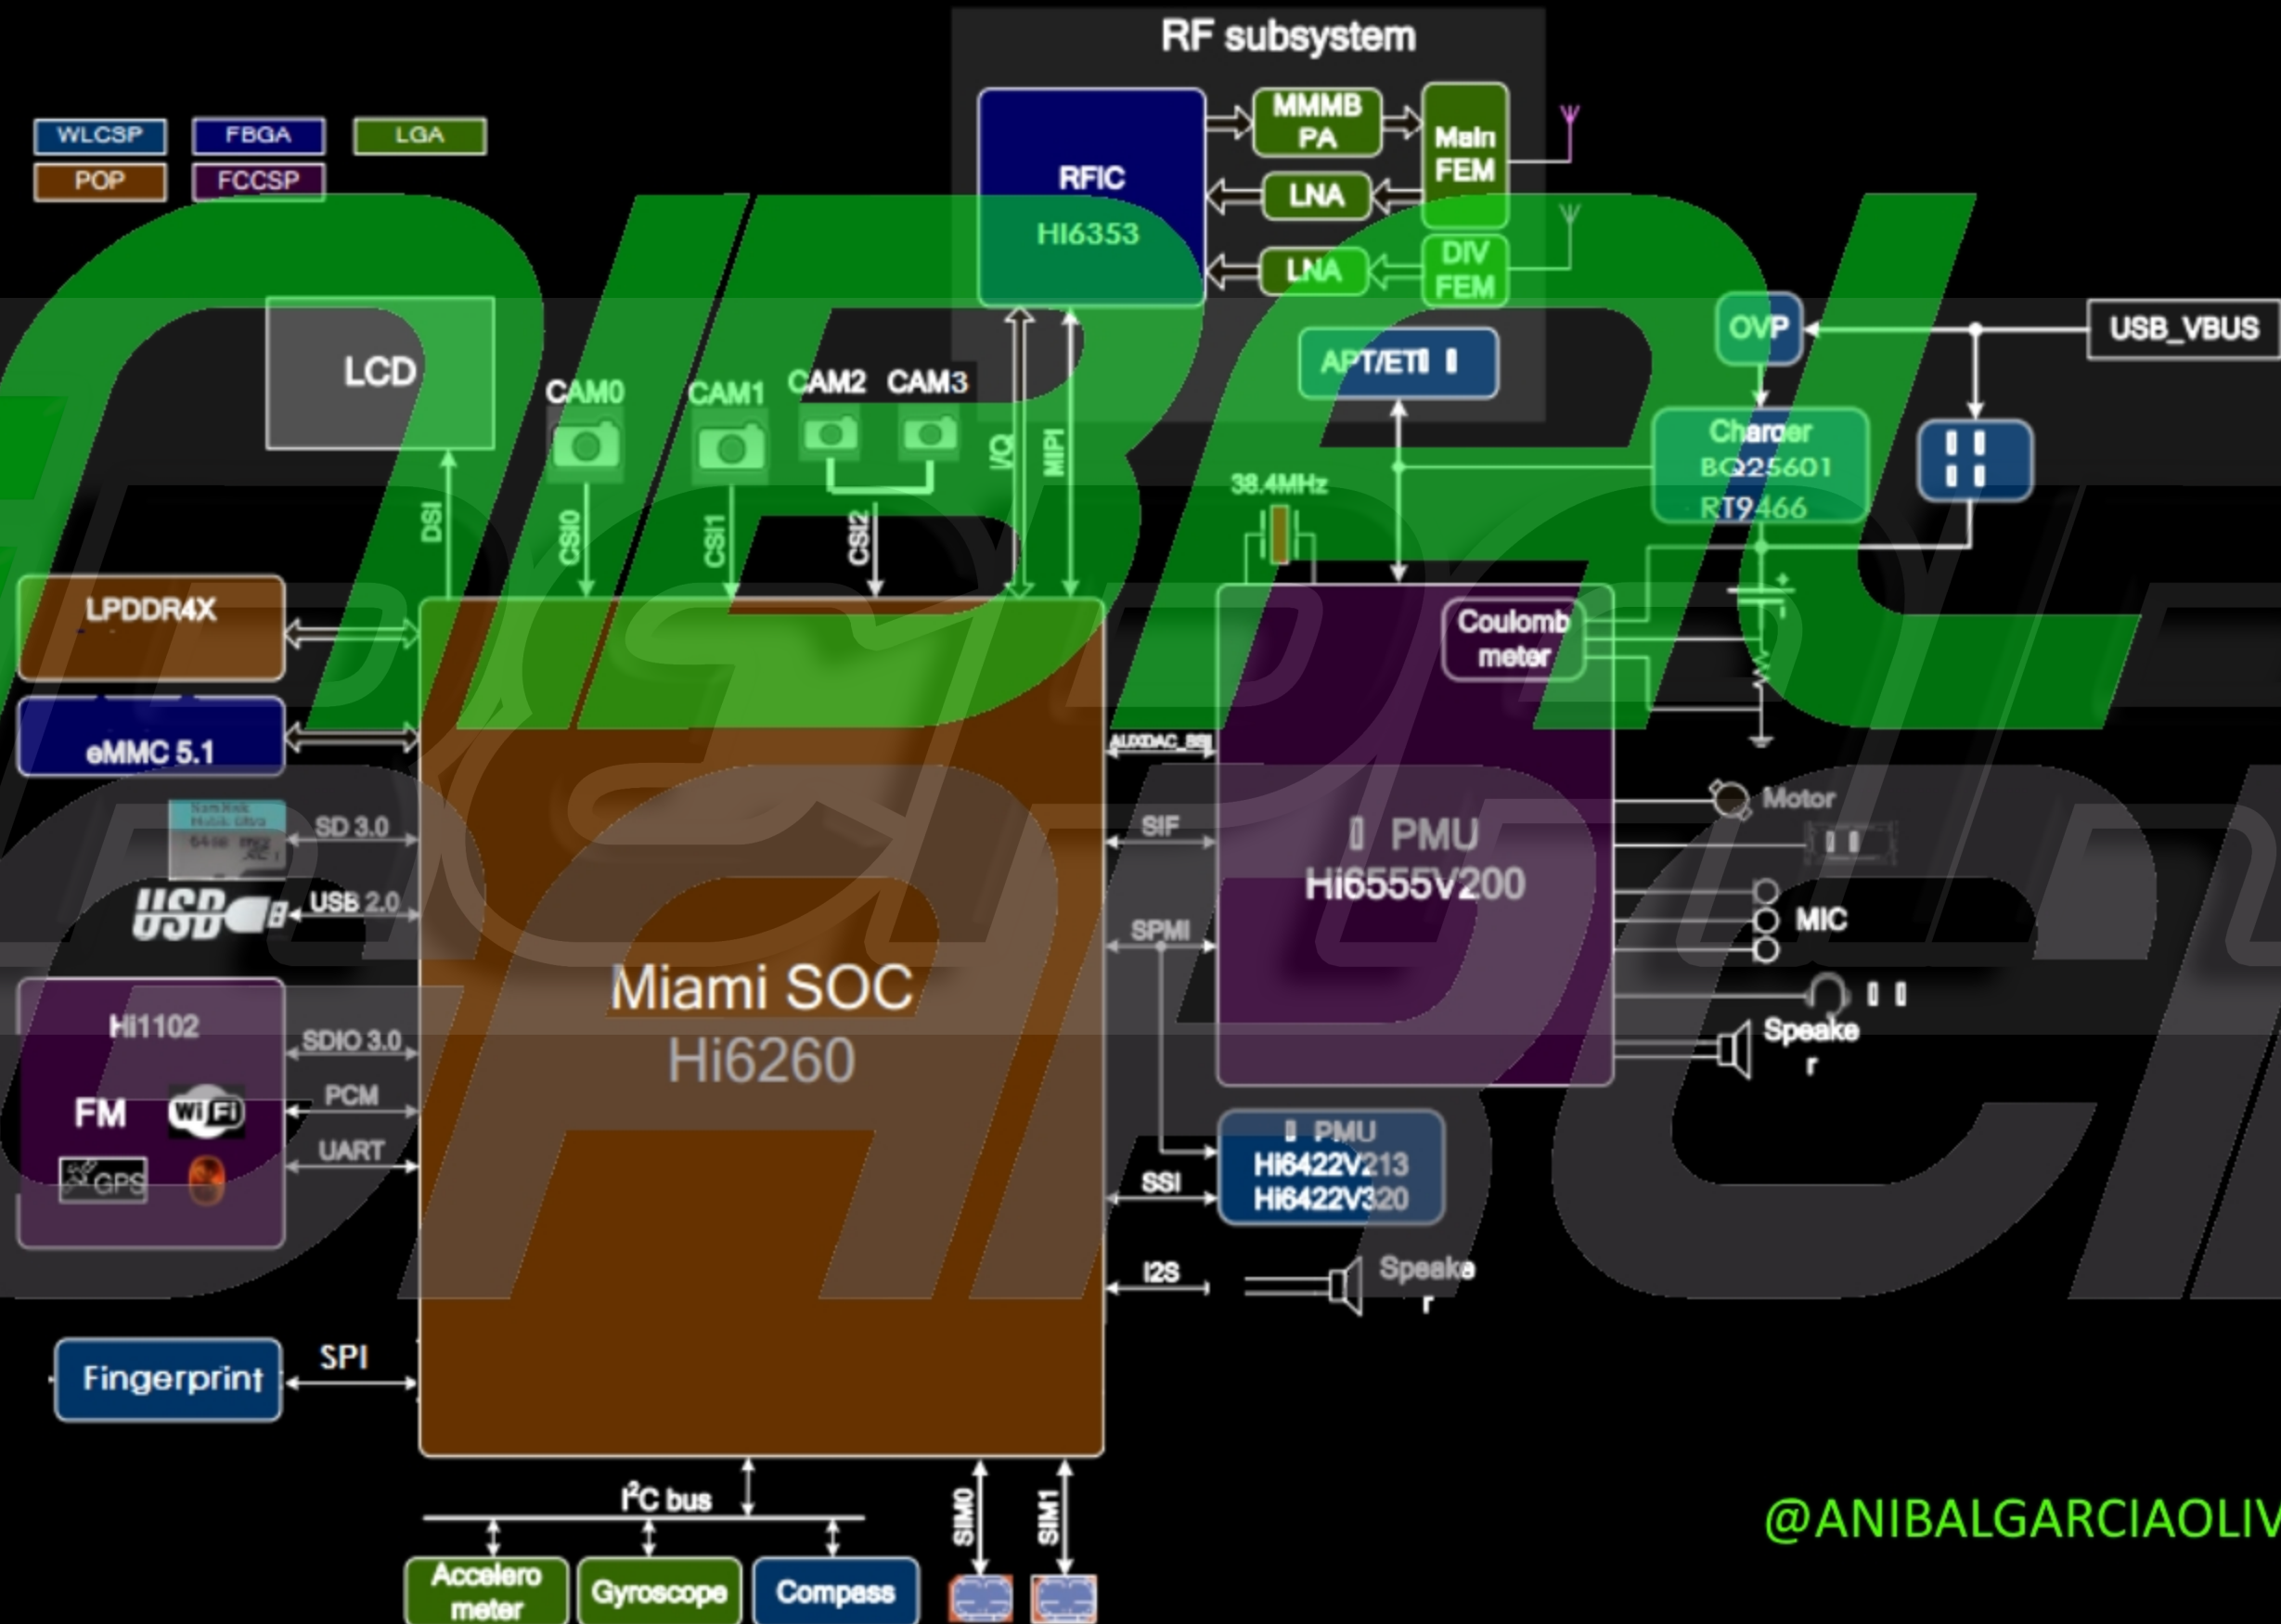 RF subsystem
WLCSP
FBGA
LGA
POP
FCCSP
RFIC
HI6353
MMMB
PA
LNA
LNA
Main
FEM
DIV
FEM
APT/ET
OVP
USB_VBUS
Charger
BQ25601
RT9466
LCD
CAM0
CAM1
CAM2
CAM3
DSI
CSI0
CSI1
CSI2
I/Q
MIPI
38.4MHz
LPDDR4X
eMMC 5.1
Coulomb
meter
AUXDAC_SSI
SD 3.0
SIF
PMU
Hi6555V200
Motor
USB
USB 2.0
SPMI
MIC
Miami SOC
Hi6260
Hi1102
SDIO 3.0
FM
WiFi
PCM
GPS
UART
Speake
r
PMU
Hi6422V213
Hi6422V320
SSI
I2S
Speake
r
Fingerprint
SPI
I²C bus
SIM0
SIM1
Accelero
meter
Gyroscope
Compass
@ANIBALGARCIAOLIV